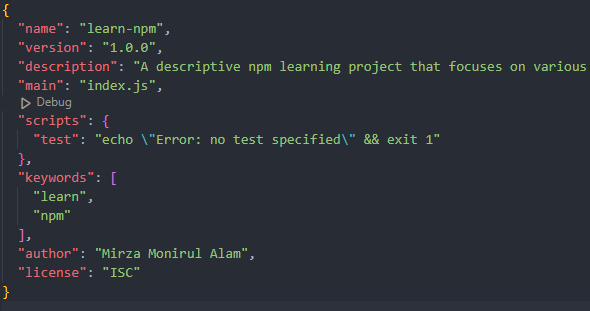 {
"name": "learn-npm",
"version": "1.0.0",
"description": "A descriptive npm learning project that focuses on various
"main": "index.js",
Debug
"scripts": {
"test": "echo \"Error: no test specified\" && exit 1"
},
"keywords": [
"learn",
"npm"
],
"author": "Mirza Monirul Alam",
"license": "ISC"
}